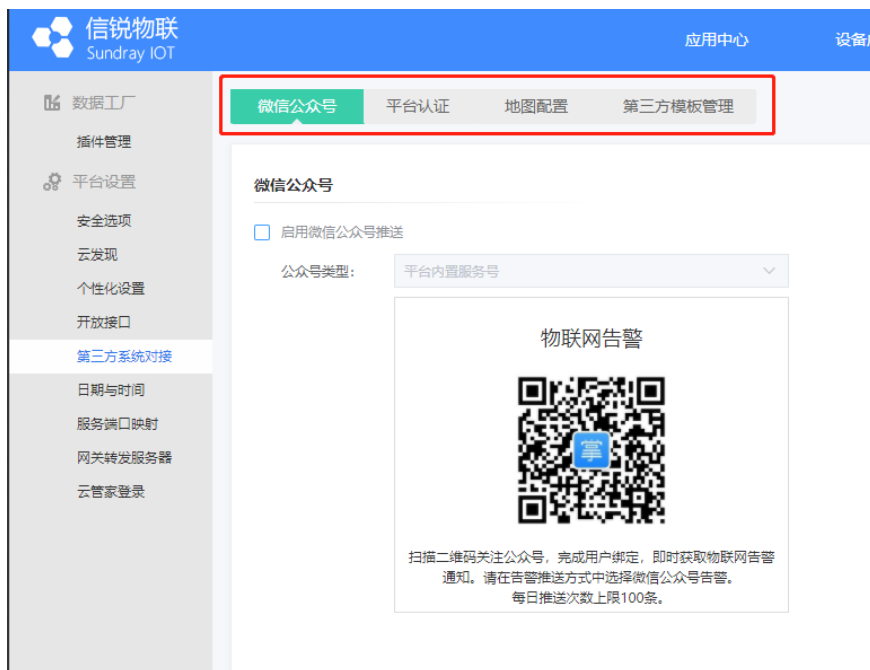 信锐物联
Sundray IOT
应用中心
设备
数据工厂
插件管理
平台设置
安全选项
云发现
个性化设置
开放接口
第三方系统对接
日期与时间
服务端口映射
网关转发服务器
云管家登录
微信公众号 平台认证 地图配置 第三方模板管理
微信公众号
启用微信公众号推送
公众号类型: 平台内置服务号
物联网告警
掌
扫描二维码关注公众号，完成用户绑定，即时获取物联网告警
通知。请在告警推送方式中选择微信公众号告警。
每日推送次数上限100条。